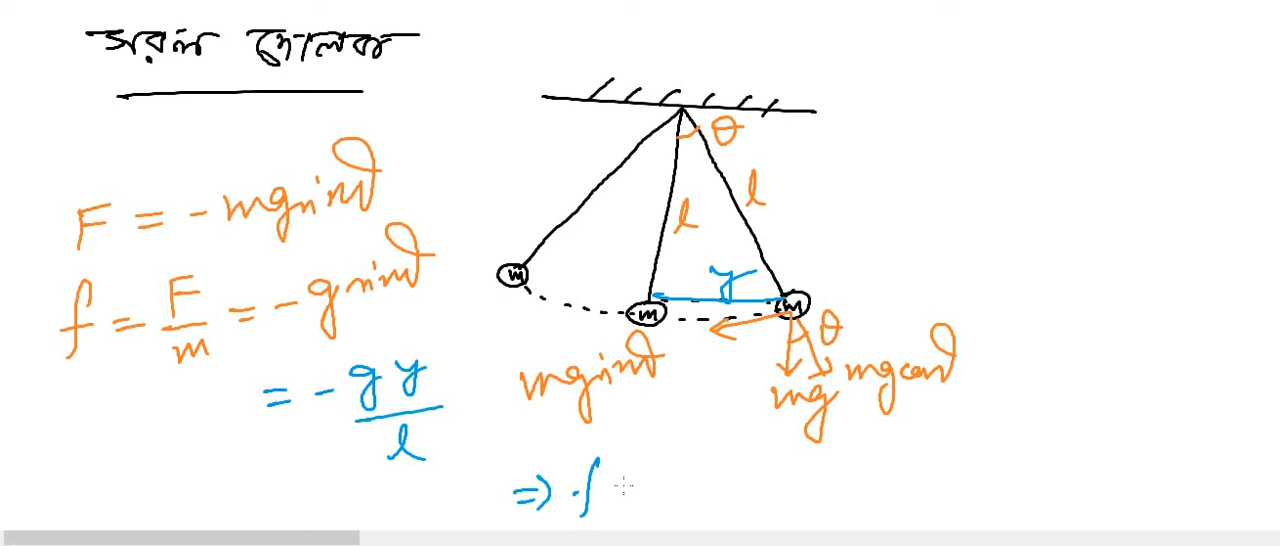 সরল দোলক
θ
l
l
F = - mg sinθ
f = F/m = - g sinθ
= - gy/l
y
m
m
m
θ
mg sinθ
mg
mg cosθ
=> f